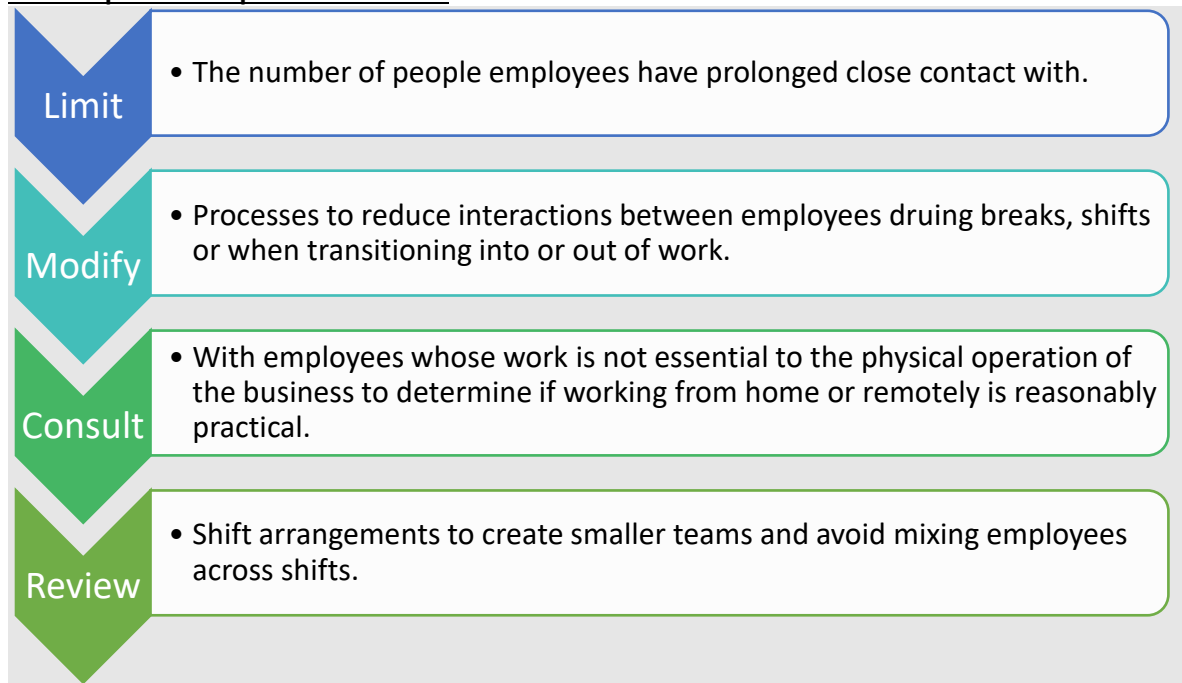 Limit
• The number of people employees have prolonged close contact with.
Modify
• Processes to reduce interactions between employees druing breaks, shifts
or when transitioning into or out of work.
Consult
• With employees whose work is not essential to the physical operation of
the business to determine if working from home or remotely is reasonably
practical.
Review
• Shift arrangements to create smaller teams and avoid mixing employees
across shifts.